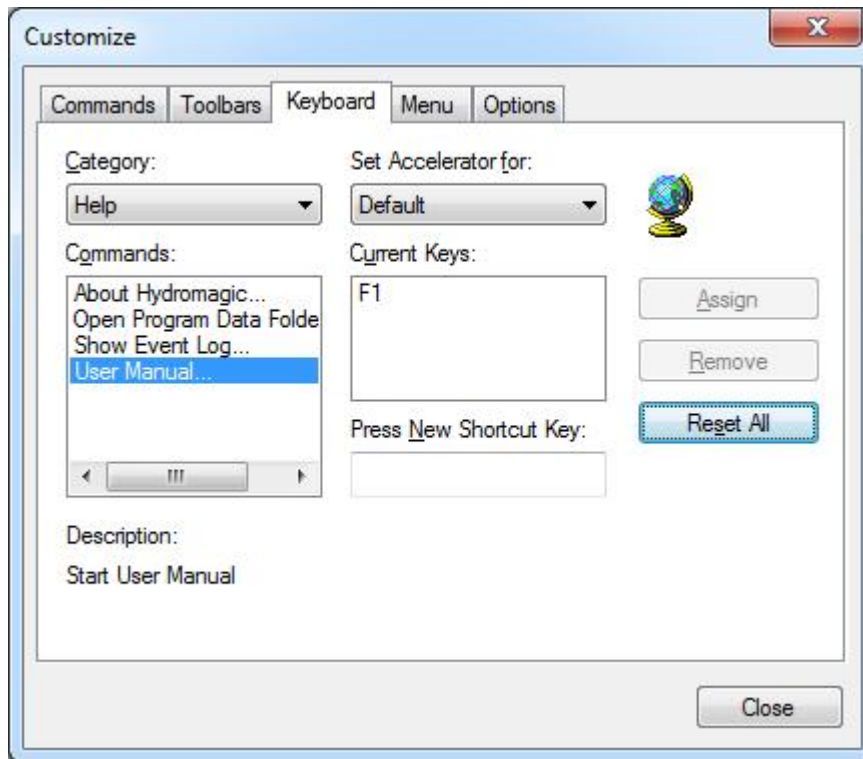 Customize
Commands Toolbars Keyboard Menu Options
Category: Set Accelerator for:
Help Default
Commands: Current Keys:
About Hydromagic... F1 Assign
Open Program Data Folde
Show Event Log... Remove
User Manual...
Press New Shortcut Key: Reset All
Description:
Start User Manual
Close